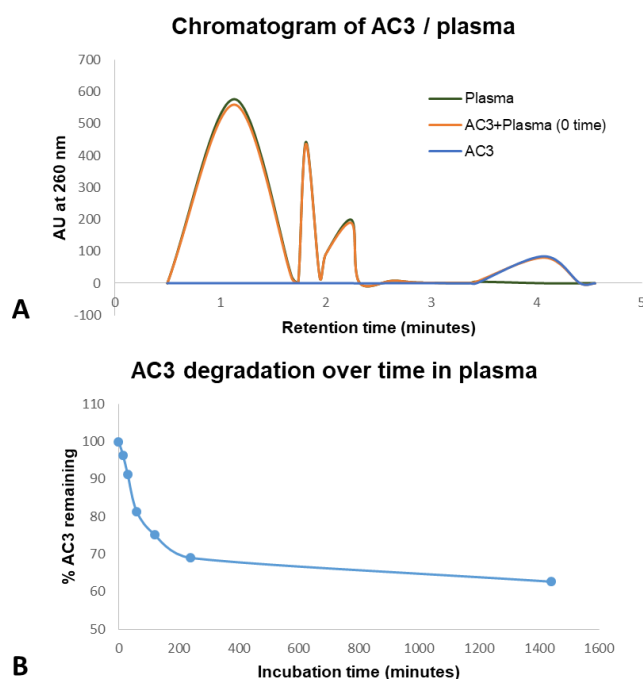 Chromatogram of AC3 / plasma
700
600
500
400
300
200
100
0
-100
AU at 260 nm
Plasma
AC3+Plasma (0 time)
AC3
0 1 2 3 4 5
Retention time (minutes)
A
AC3 degradation over time in plasma
110
100
90
80
70
60
50
% AC3 remaining
0 200 400 600 800 1000 1200 1400 1600
Incubation time (minutes)
B